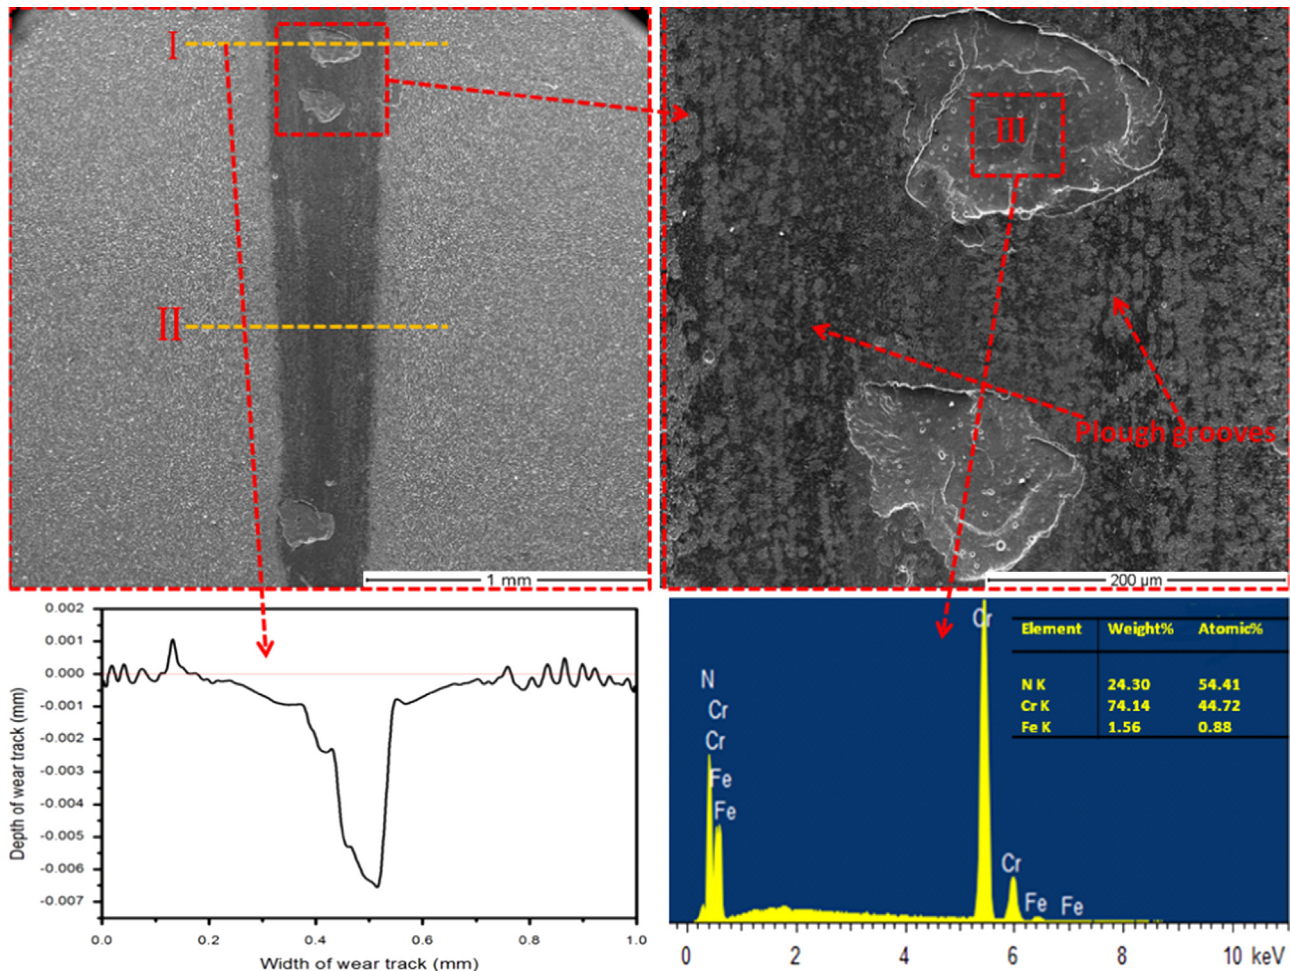 I
II
1 mm
III
Plough grooves
200 μm
0.002
0.001
0.000
-0.001
-0.002
-0.003
-0.004
-0.005
-0.006
-0.007
Depth of wear track (mm)
0.0 0.2 0.4 0.6 0.8 1.0
Width of wear track (mm)
N
Cr
Cr
Fe
Fe
Cr
Cr
Fe
Fe
Element Weight% Atomic%
N K 24.30 54.41
Cr K 74.14 44.72
Fe K 1.56 0.88
0 2 4 6 8 10 keV